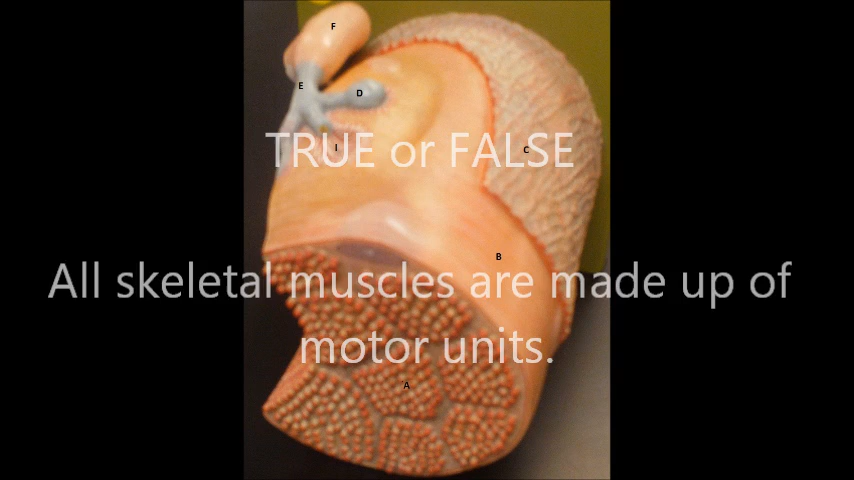 F
E
D
TRUE or FALSE
I
C
B
All skeletal muscles are made up of
motor units.
A